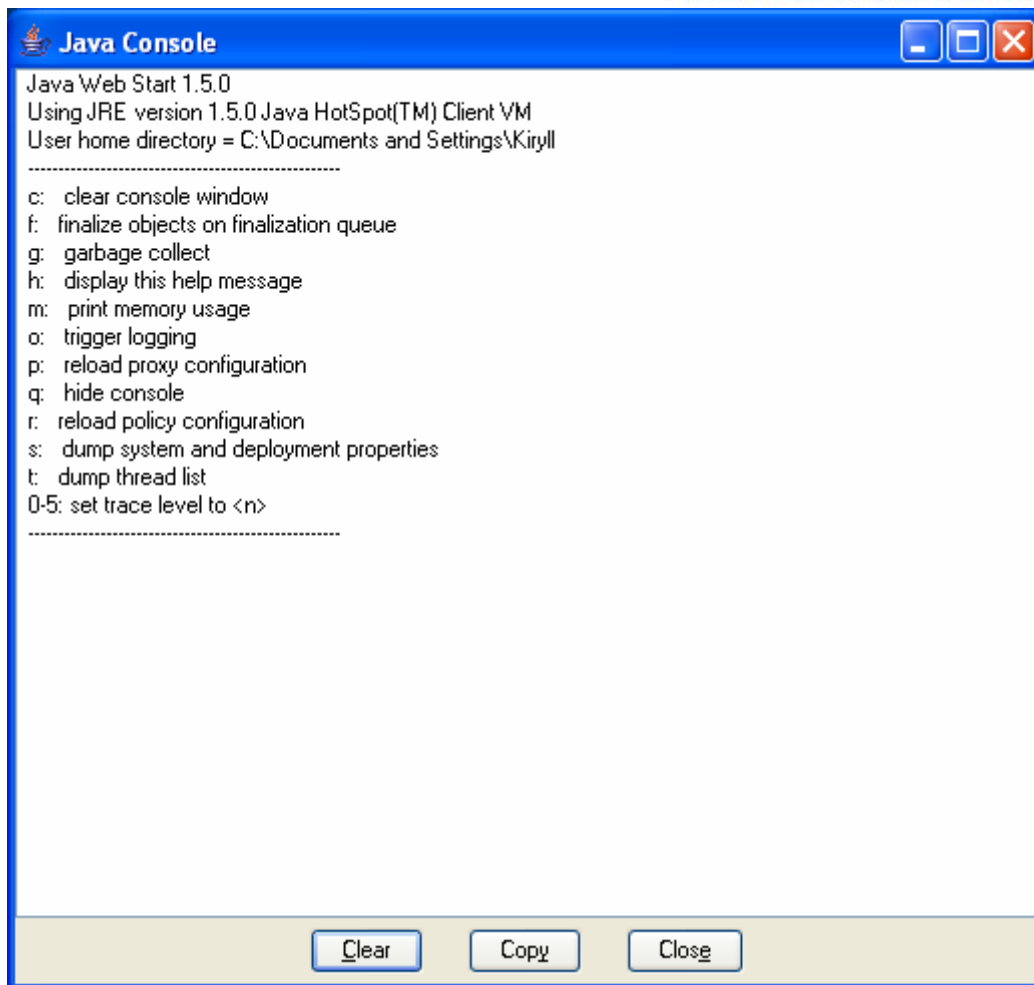 Java Console
Java Web Start 1.5.0
Using JRE version 1.5.0 Java HotSpot(TM) Client VM
User home directory = C:\Documents and Settings\Kiryll
----------------------------------------------------
c: clear console window
f: finalize objects on finalization queue
g: garbage collect
h: display this help message
m: print memory usage
o: trigger logging
p: reload proxy configuration
q: hide console
r: reload policy configuration
s: dump system and deployment properties
t: dump thread list
0-5: set trace level to <n>
----------------------------------------------------
Clear Copy Close